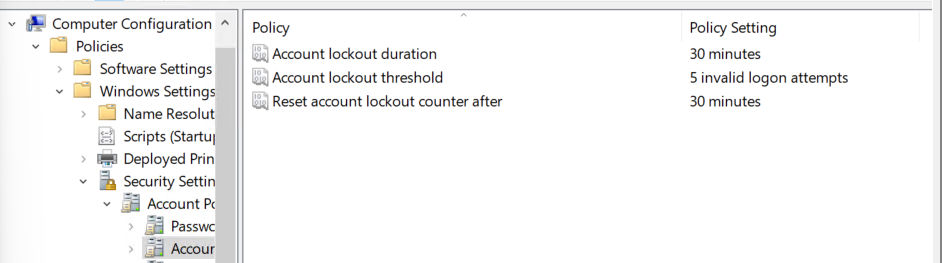 Computer Configuration
Policies
Software Settings
Windows Settings
Name Resolut
Scripts (Startu
Deployed Prin
Security Settin
Account Po
Passwo
Accoun
Policy Policy Setting
Account lockout duration 30 minutes
Account lockout threshold 5 invalid logon attempts
Reset account lockout counter after 30 minutes